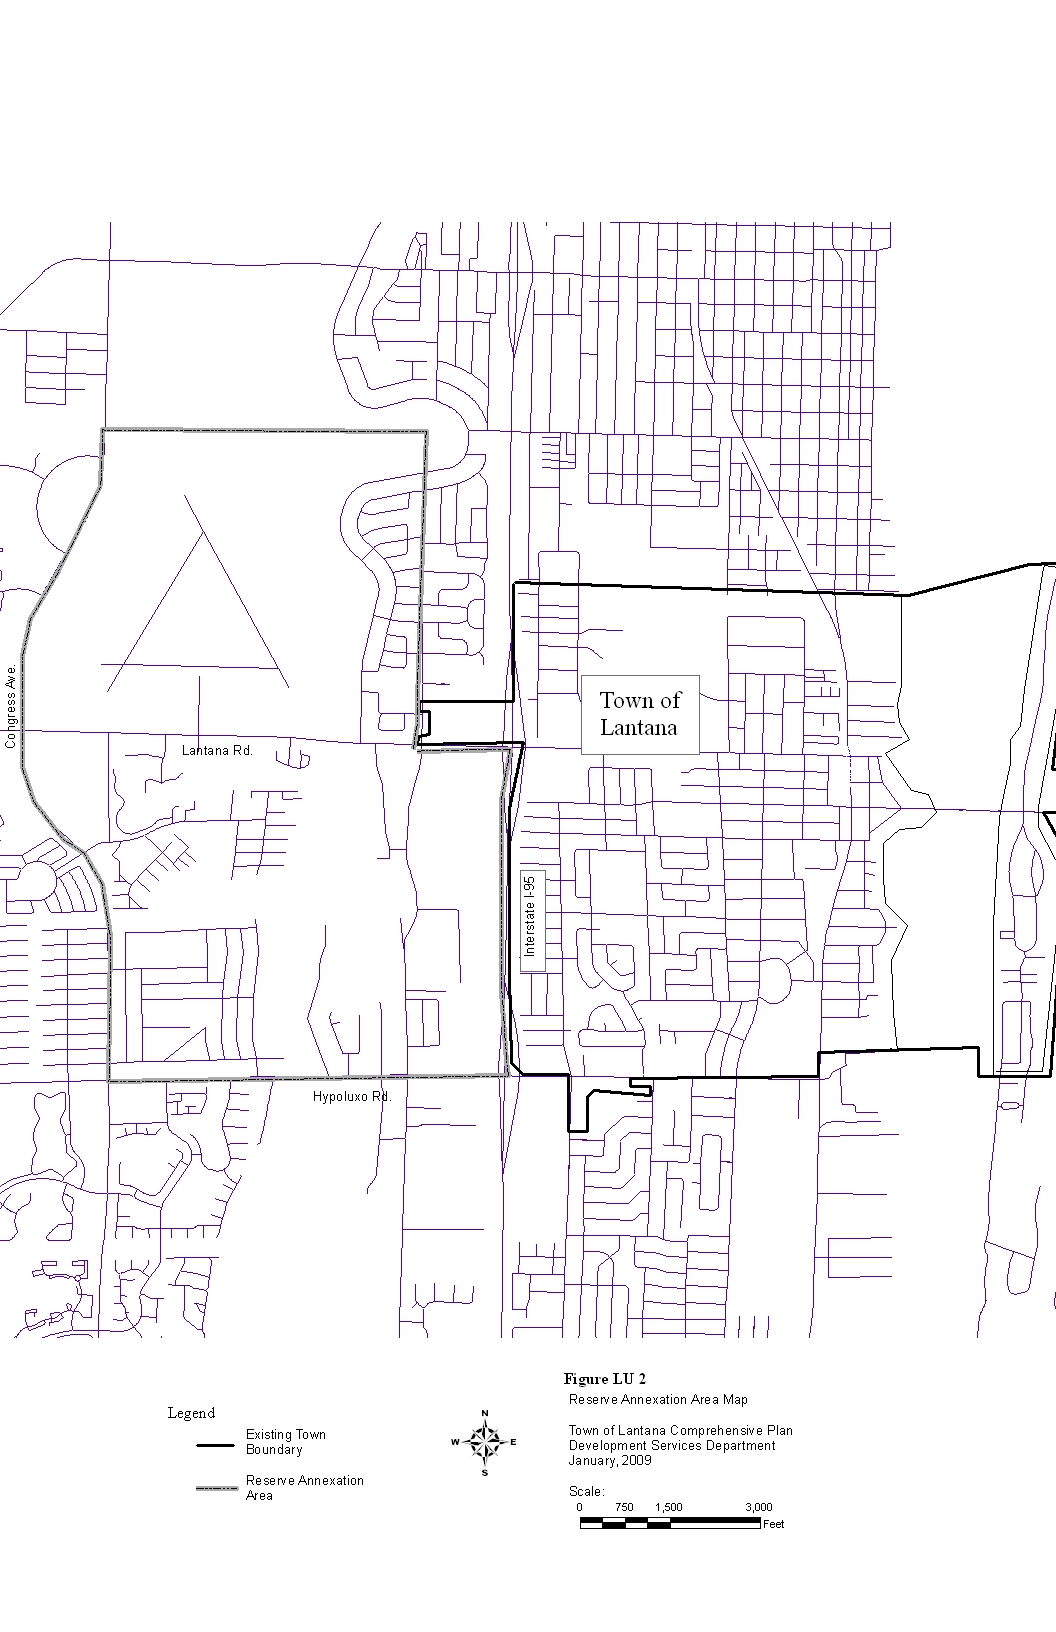 Town of
Lantana
Congress Ave.
Lantana Rd.
Interstate I-95
Hypoluxo Rd.
Figure LU 2
Reserve Annexation Area Map
Legend
Existing Town
Boundary
Reserve Annexation
Area
N
W E
S
Town of Lantana Comprehensive Plan
Development Services Department
January, 2009
Scale:
0 750 1,500 3,000
Feet